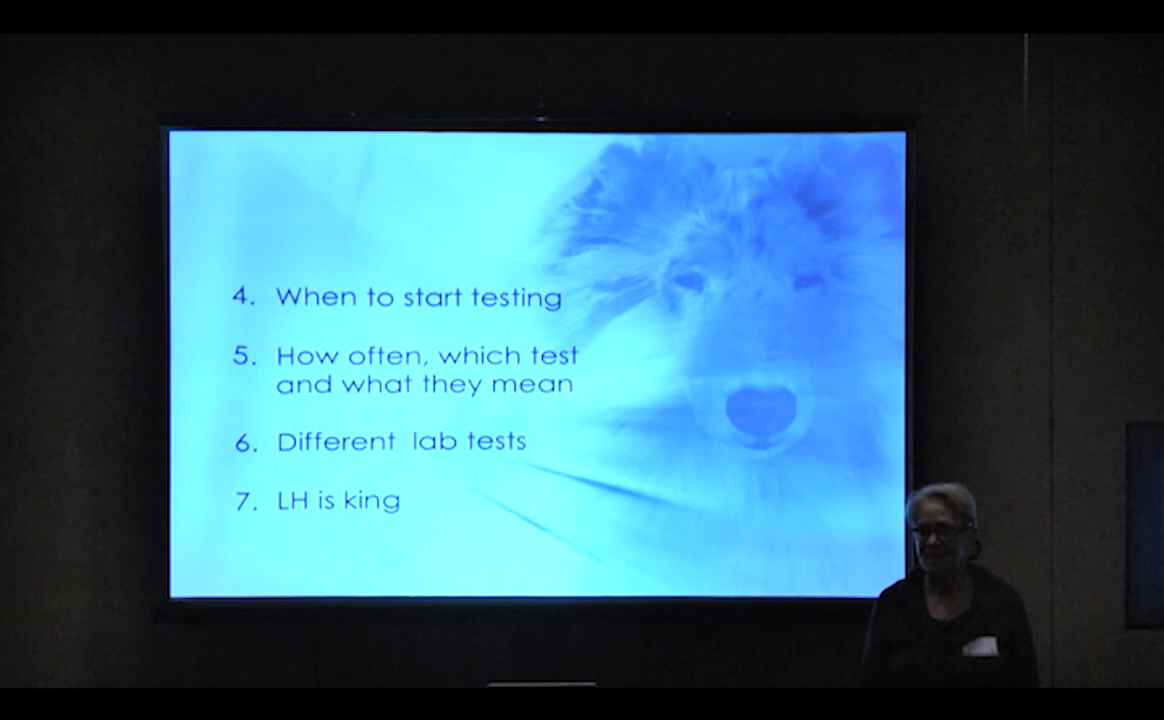 4. When to start testing
5. How often, which test
and what they mean
6. Different lab tests
7. LH is king